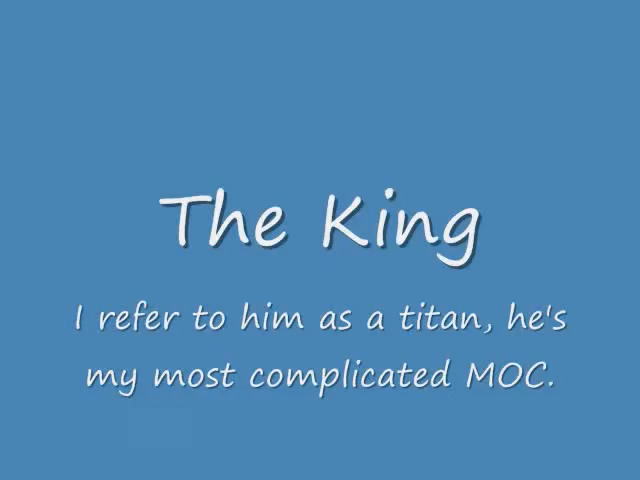 The King
I refer to him as a titan, he's
my most complicated MOC.